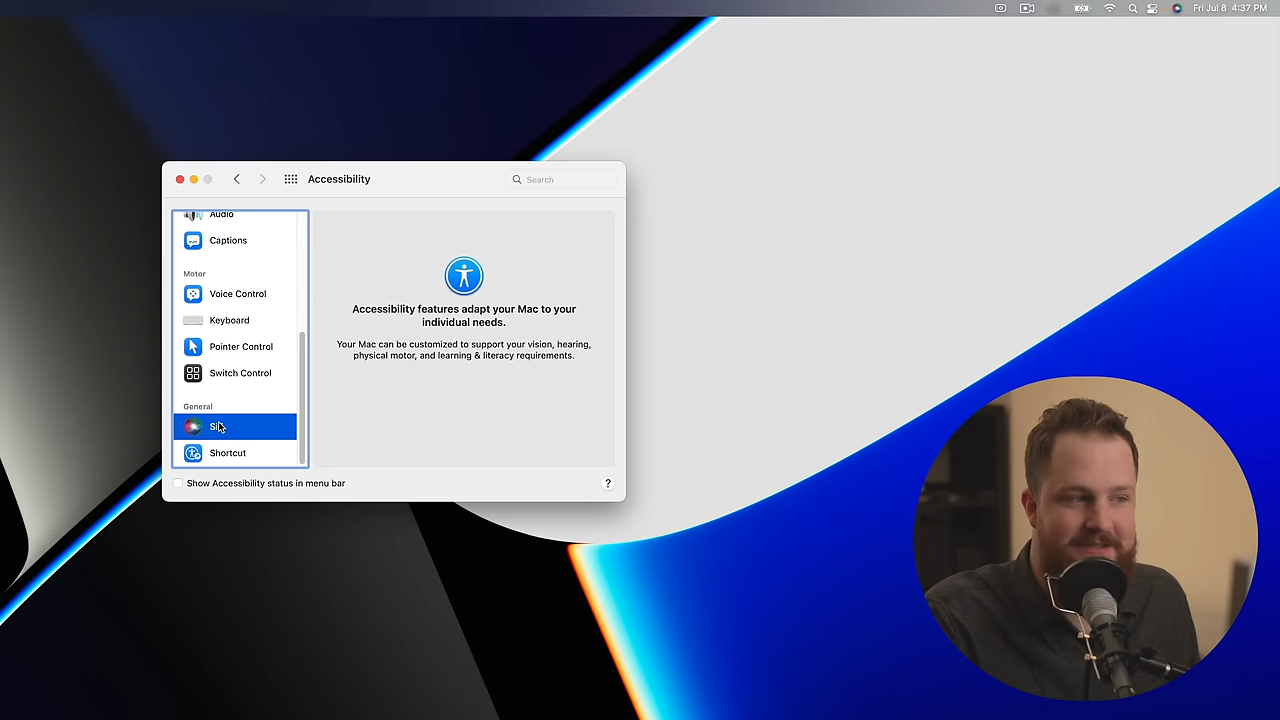 Fri Jul 8 4:37 PM
Accessibility
Search
Audio
Captions
Motor
Voice Control
Keyboard
Pointer Control
Switch Control
General
Shortcut
Accessibility features adapt your Mac to your
individual needs.
Your Mac can be customized to support your vision, hearing,
physical motor, and learning & literacy requirements.
Show Accessibility status in menu bar
?